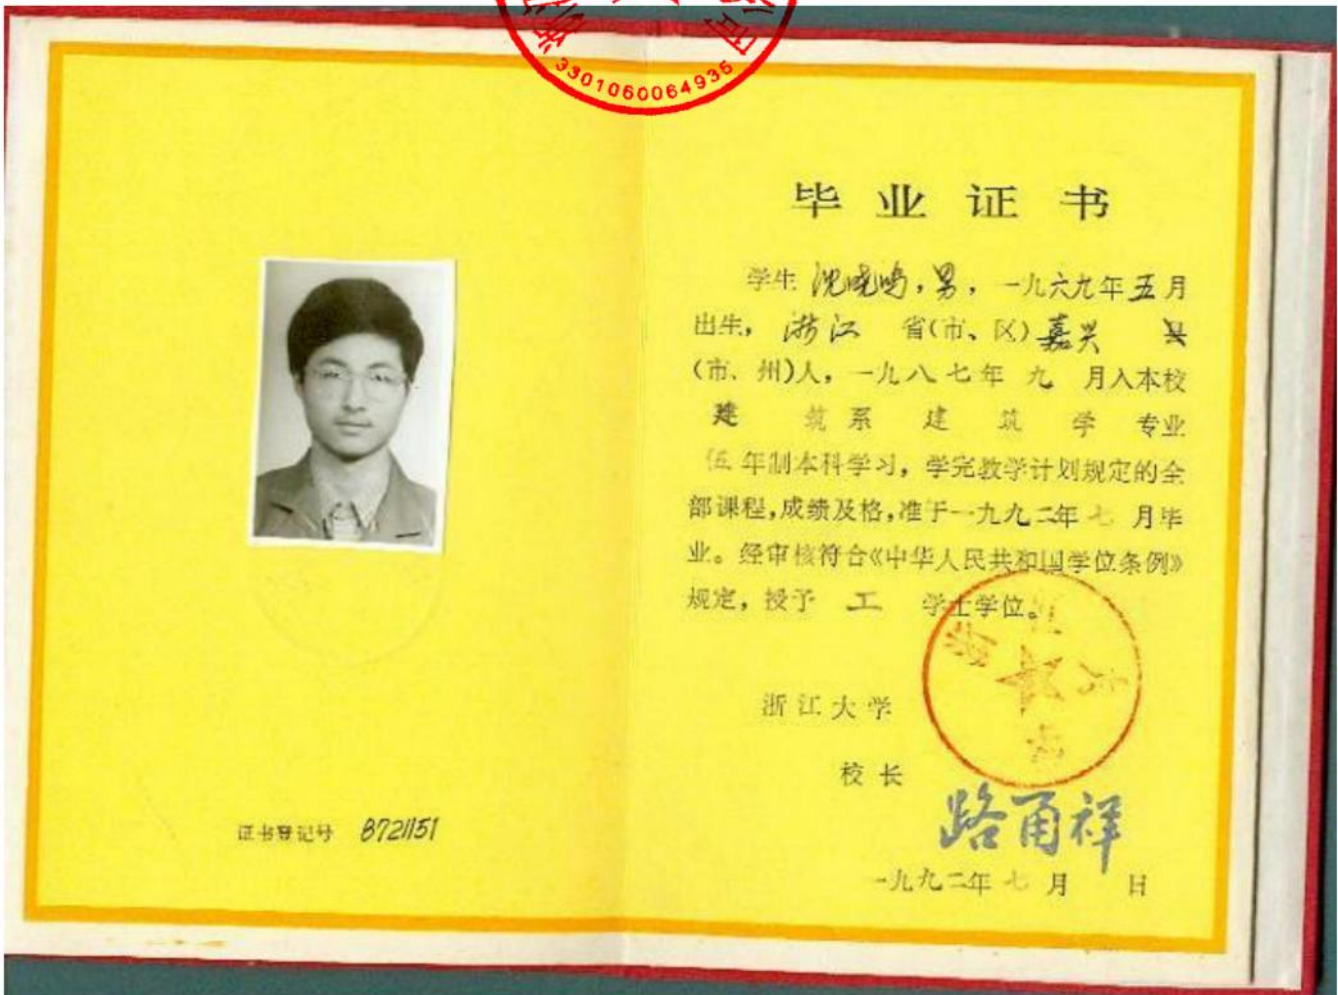 3301060064935
毕业证书
学生 沈晓鸣，男，一九六九年五月
出生，浙江 省(市、区)嘉兴 县
(市、州)人，一九八七年 九 月入本校
建 筑系 建 筑 学 专业
伍年制本科学习，学完教学计划规定的全
部课程，成绩及格，准于一九九二年 七 月毕
业。经审核符合《中华人民共和国学位条例》
规定，授予 工 学士学位。
浙江大学
校长
路甬祥
一九九二年 七 月 日
证书登记号 8721151